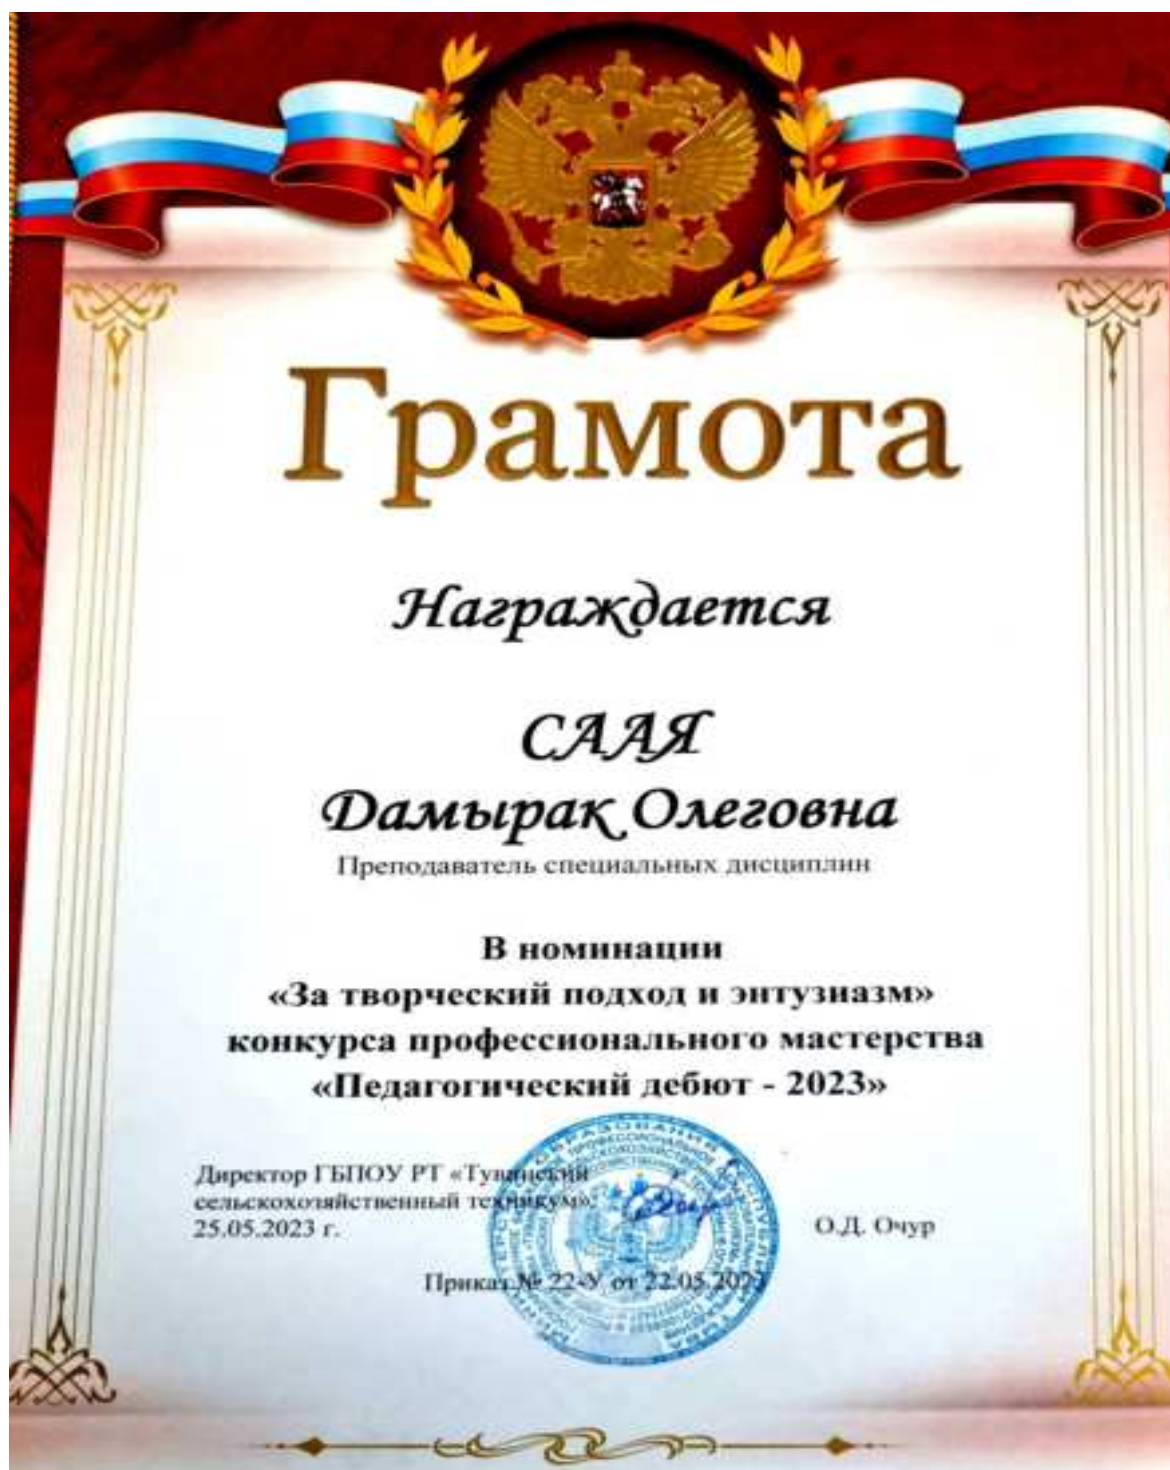 Грамота
Награждается
СААЯ
Дамырак Олеговна
Преподаватель специальных дисциплин
В номинации
«За творческий подход и энтузиазм»
конкурса профессионального мастерства
«Педагогический дебют - 2023»
Директор ГБПОУ РТ «Тувинский
сельскохозяйственный техникум»
25.05.2023 г.
О.Д. Очур
Приказ № 22-У от 22.05.2023